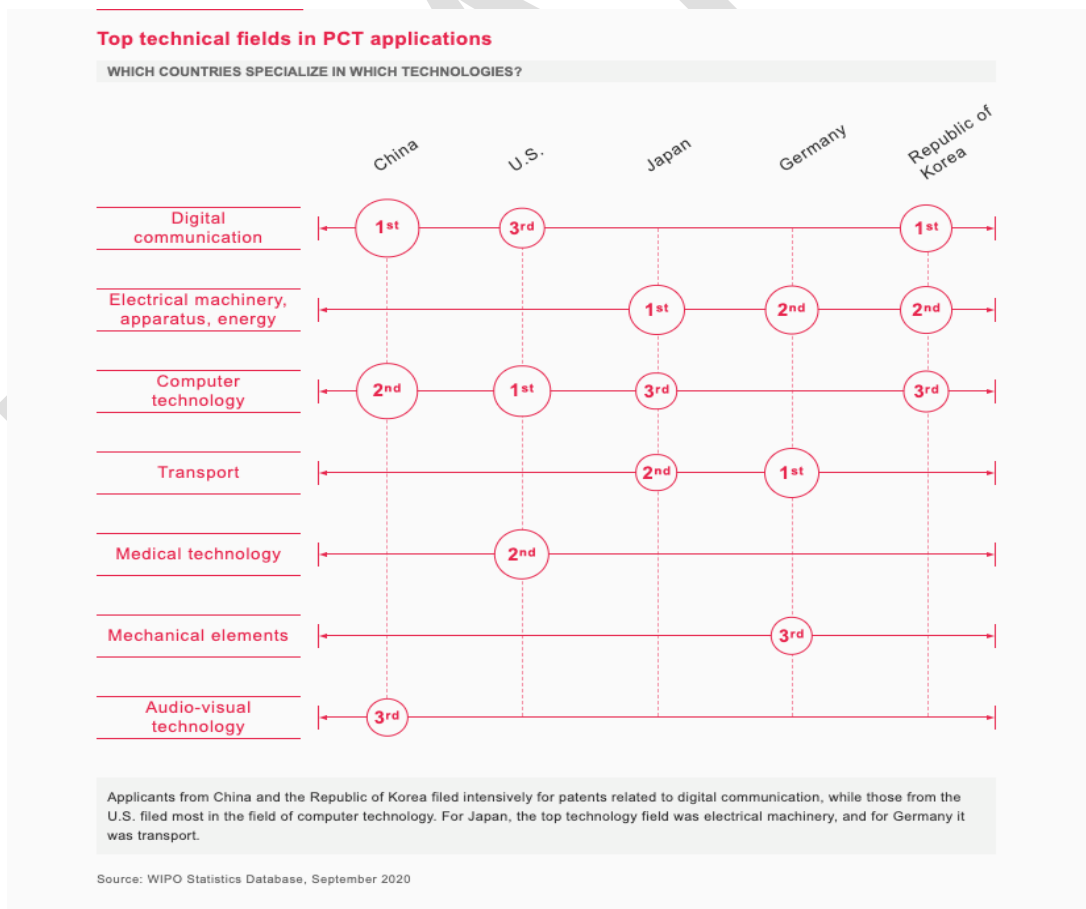 Top technical fields in PCT applications
WHICH COUNTRIES SPECIALIZE IN WHICH TECHNOLOGIES?
China
U.S.
Japan
Germany
Republic of
Korea
Digital
communication
1st
3rd
1st
Electrical machinery,
apparatus, energy
1st
2nd
2nd
Computer
technology
2nd
1st
3rd
3rd
Transport
2nd
1st
Medical technology
2nd
Mechanical elements
3rd
Audio-visual
technology
3rd
Applicants from China and the Republic of Korea filed intensively for patents related to digital communication, while those from the
U.S. filed most in the field of computer technology. For Japan, the top technology field was electrical machinery, and for Germany it
was transport.
Source: WIPO Statistics Database, September 2020